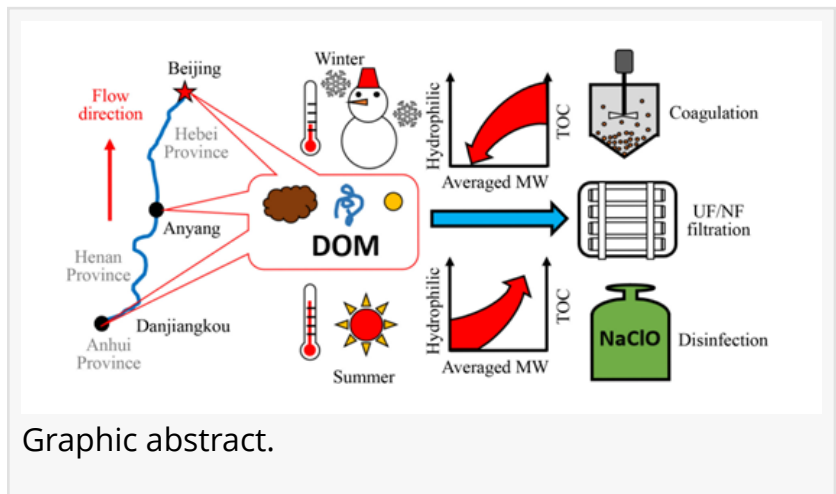 Beijing
Flow
direction
Hebei
Province
Anyang
Henan
Province
Danjiangkou
Anhui
Province
Winter
DOM
Summer
Hydrophilic
TOC
Averaged MW
Hydrophilic
TOC
Averaged MW
Coagulation
UF/NF
filtration
NaClO
Disinfection
Graphic abstract.